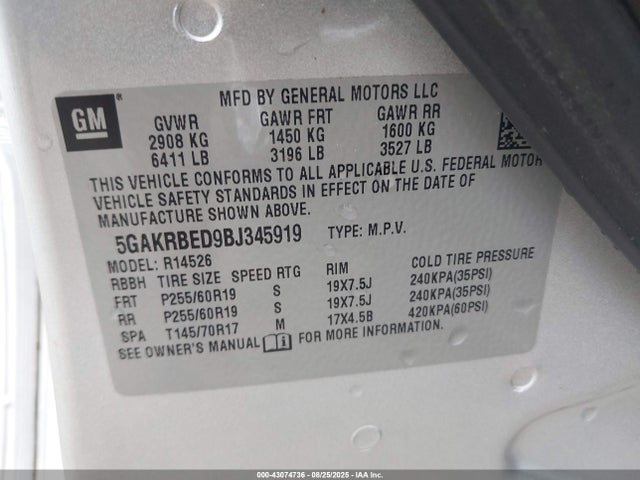 MFD BY GENERAL MOTORS LLC
GM®
GVWR GAWR FRT GAWR RR
2908 KG 1450 KG 1600 KG
6411 LB 3196 LB 3527 LB
THIS VEHICLE CONFORMS TO ALL APPLICABLE U.S. FEDERAL MOTOR
VEHICLE SAFETY STANDARDS IN EFFECT ON THE DATE OF
MANUFACTURE SHOWN ABOVE.
5GAKRBED9BJ345919 TYPE: M.P.V.
MODEL: R14526
RBBH TIRE SIZE SPEED RTG RIM COLD TIRE PRESSURE
FRT P255/60R19 S 19X7.5J 240KPA(35PSI)
RR P255/60R19 S 19X7.5J 240KPA(35PSI)
SPA T145/70R17 M 17X4.5B 420KPA(60PSI)
SEE OWNER'S MANUAL FOR MORE INFORMATION.
000-43074736 - 08/25/2025 - IAA Inc.